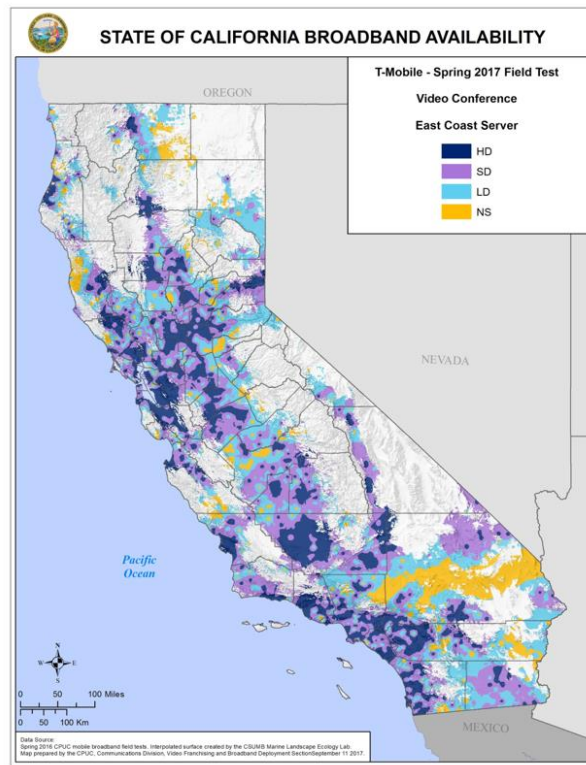 STATE OF CALIFORNIA BROADBAND AVAILABILITY
T-Mobile - Spring 2017 Field Test
Video Conference
East Coast Server
HD
SD
LD
NS
OREGON
NEVADA
Pacific
Ocean
MEXICO
N
W
E
S
0 50 100 Miles
0 50 100 Km
Data Source:
Spring 2016 CPUC mobile broadband field tests. Interpolated surface created by the CSUMB Marine Landscape Ecology Lab.
Map prepared by the CPUC, Communications Division, Video Franchising and Broadband Deployment SectionSeptember 11 2017.